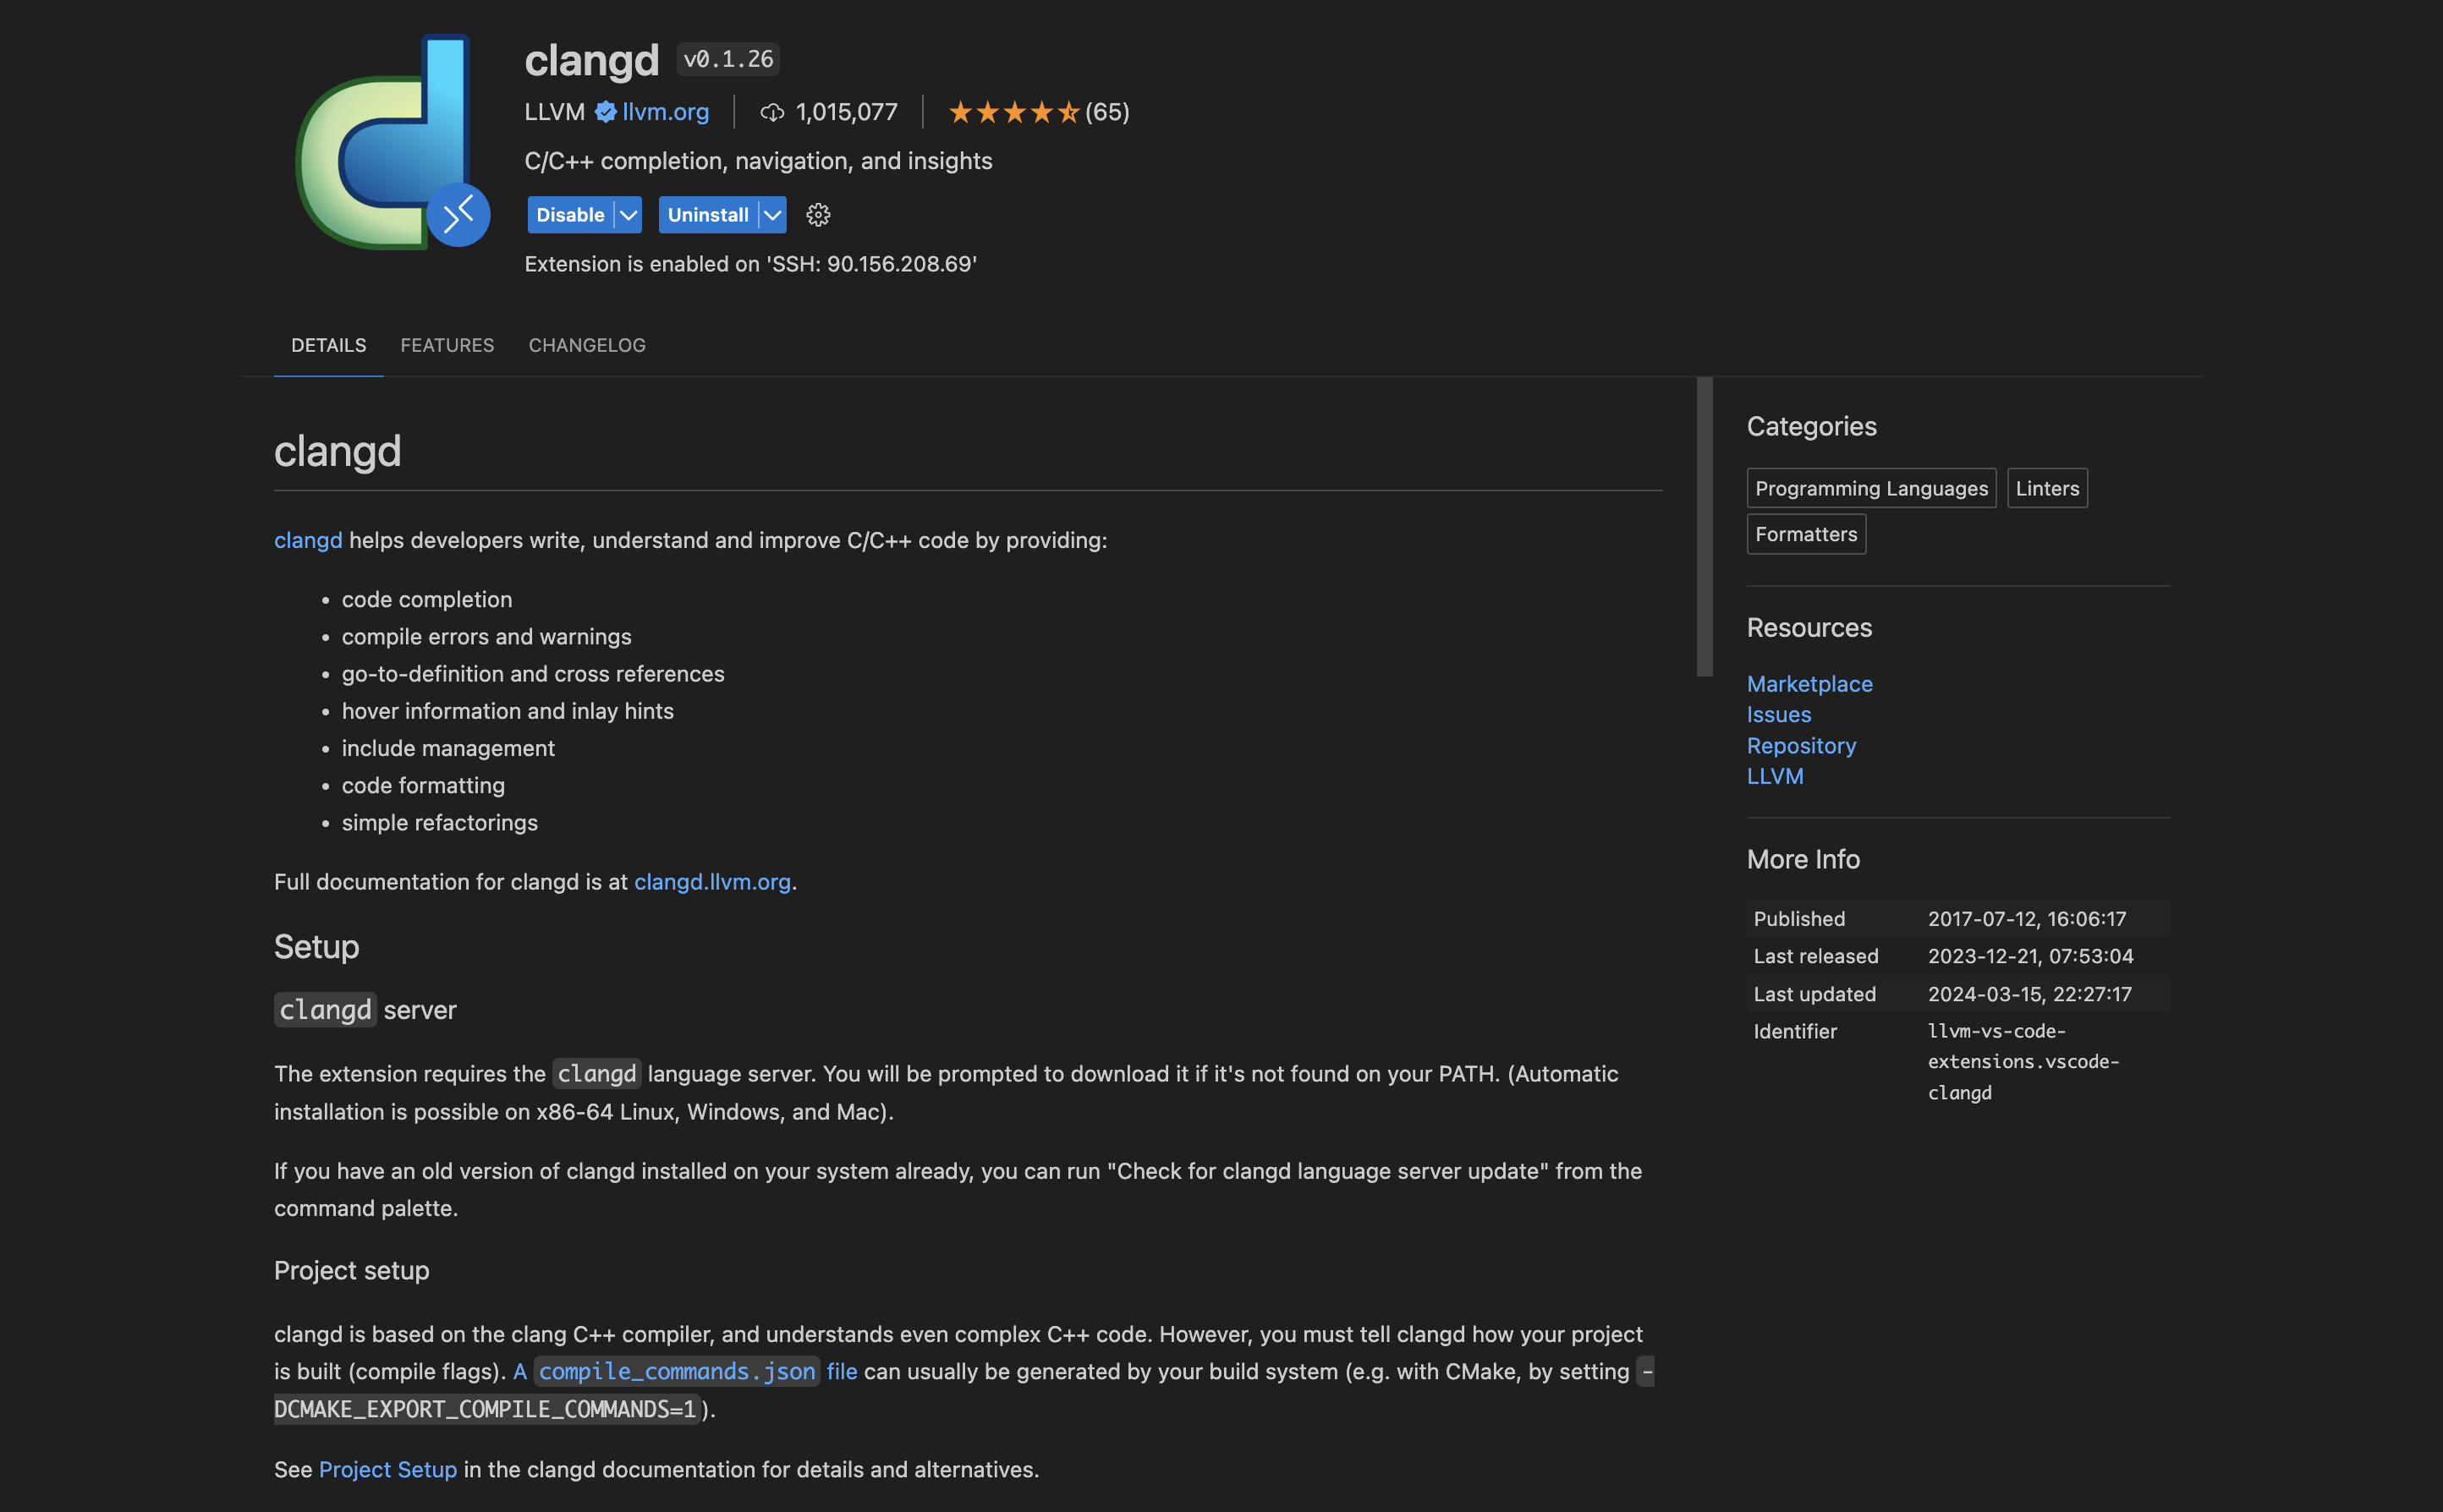 clangd v0.1.26
LLVM llvm.org 1,015,077 (65)
C/C++ completion, navigation, and insights
Disable Uninstall
Extension is enabled on 'SSH: 90.156.208.69'
DETAILS FEATURES CHANGELOG
clangd
clangd helps developers write, understand and improve C/C++ code by providing:
• code completion
• compile errors and warnings
• go-to-definition and cross references
• hover information and inlay hints
• include management
• code formatting
• simple refactorings
Full documentation for clangd is at clangd.llvm.org.
Setup
clangd server
The extension requires the clangd language server. You will be prompted to download it if it's not found on your PATH. (Automatic
installation is possible on x86-64 Linux, Windows, and Mac).
If you have an old version of clangd installed on your system already, you can run "Check for clangd language server update" from the
command palette.
Project setup
clangd is based on the clang C++ compiler, and understands even complex C++ code. However, you must tell clangd how your project
is built (compile flags). A compile_commands.json file can usually be generated by your build system (e.g. with CMake, by setting -
DCMAKE_EXPORT_COMPILE_COMMANDS=1).
See Project Setup in the clangd documentation for details and alternatives.
Categories
Programming Languages Linters
Formatters
Resources
Marketplace
Issues
Repository
LLVM
More Info
Published 2017-07-12, 16:06:17
Last released 2023-12-21, 07:53:04
Last updated 2024-03-15, 22:27:17
Identifier llvm-vs-code-
extensions.vscode-
clangd